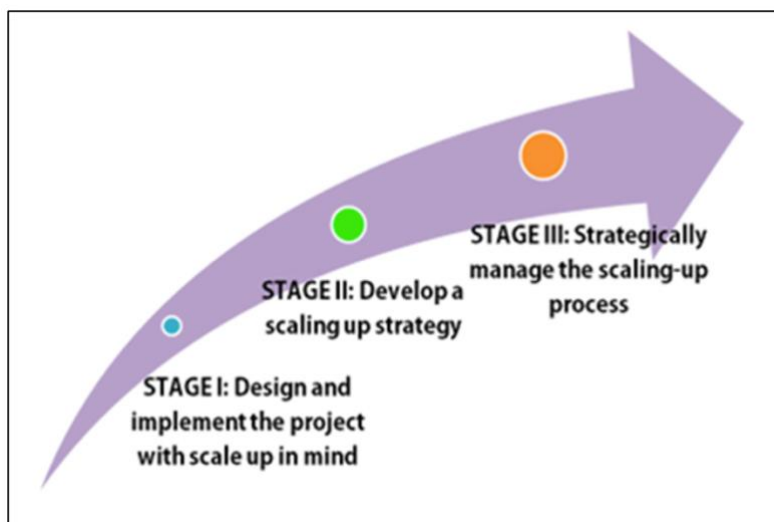 STAGE I: Design and
implement the project
with scale up in mind
STAGE II: Develop a
scaling up strategy
STAGE III: Strategically
manage the scaling-up
process